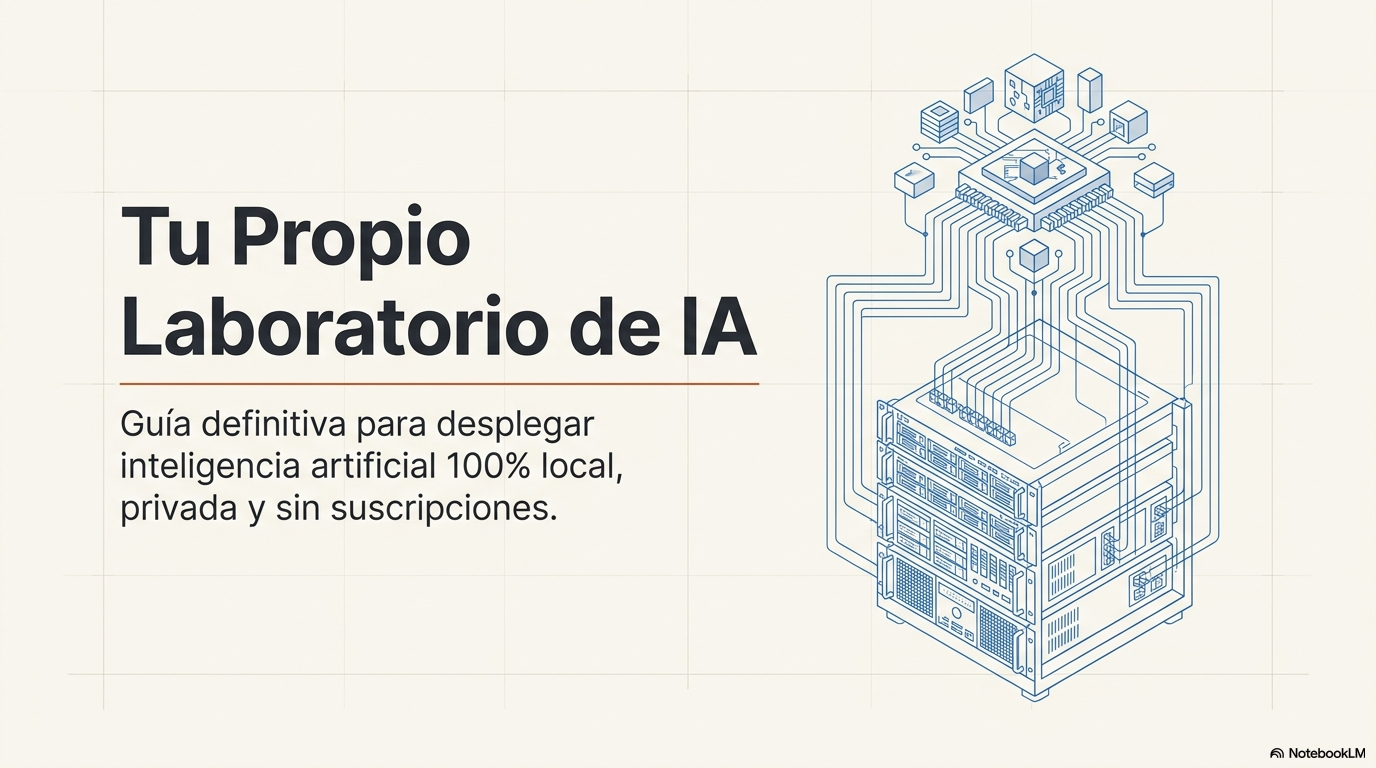 Tu Propio
Laboratorio de IA
Guía definitiva para desplegar
inteligencia artificial 100% local,
privada y sin suscripciones.
NotebookLM